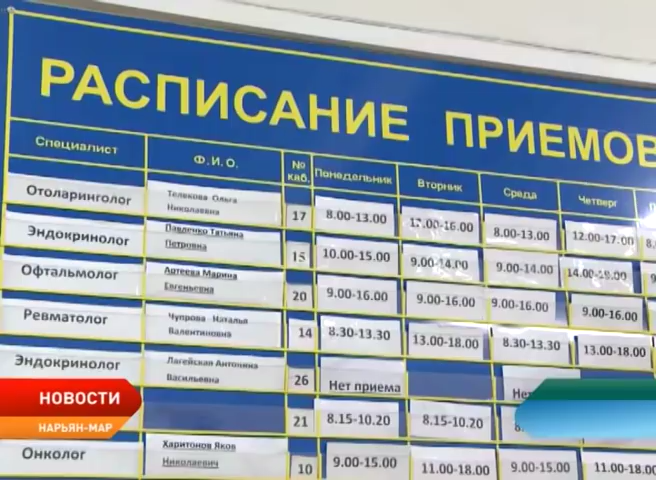 РАСПИСАНИЕ ПРИЕМОВ
Специалист Ф.И.О. № каб. Понедельник Вторник Среда Четверг
Отоларинголог Телекова Ольга Николаевна 17 8.00-13.00 12.00-16.00 8.00-13.00 12.00-17.00
Эндокринолог Павленко Татьяна Петровна 15 10.00-15.00 9.00-14.00 9.00-14.00
Офтальмолог Артеева Марина Евгеньевна 20 9.00-16.00 9.00-16.00 9.00-16.00 9.00-16.00
Ревматолог Чупрова Наталья Валентиновна 14 8.30-13.30 13.00-18.00 8.30-13.30 13.00-18.00
Эндокринолог Лагейская Антонина Васильевна 26 Нет приема
21 8.15-10.20 8.15-10.20
Онколог Харитонов Яков Николаевич 10 9.00-15.00 11.00-18.00 9.00-15.00 11.00-18.00
НОВОСТИ
НАРЬЯН-МАР